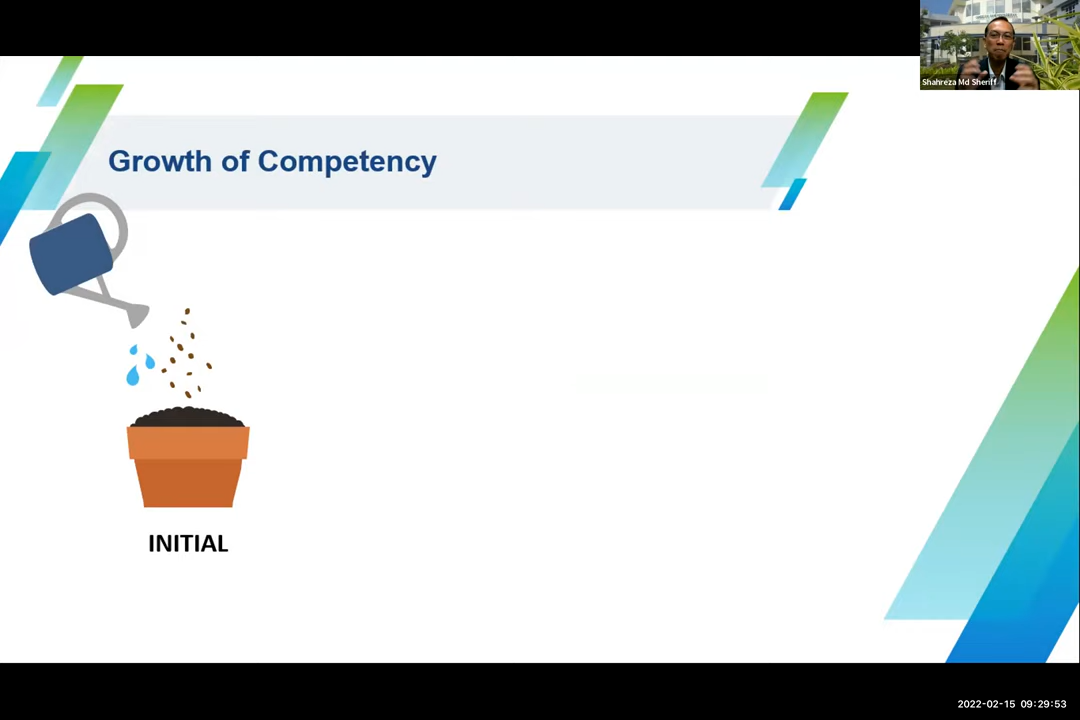 Shahreza Md Sheriff
Growth of Competency
INITIAL
2022-02-15 09:29:53